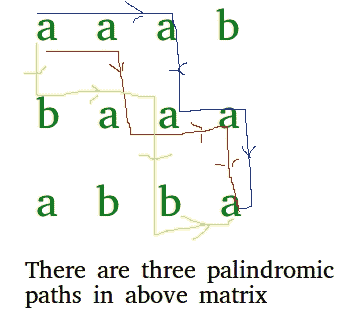 a a a b
b a a a
a b b a
There are three palindromic
paths in above matrix